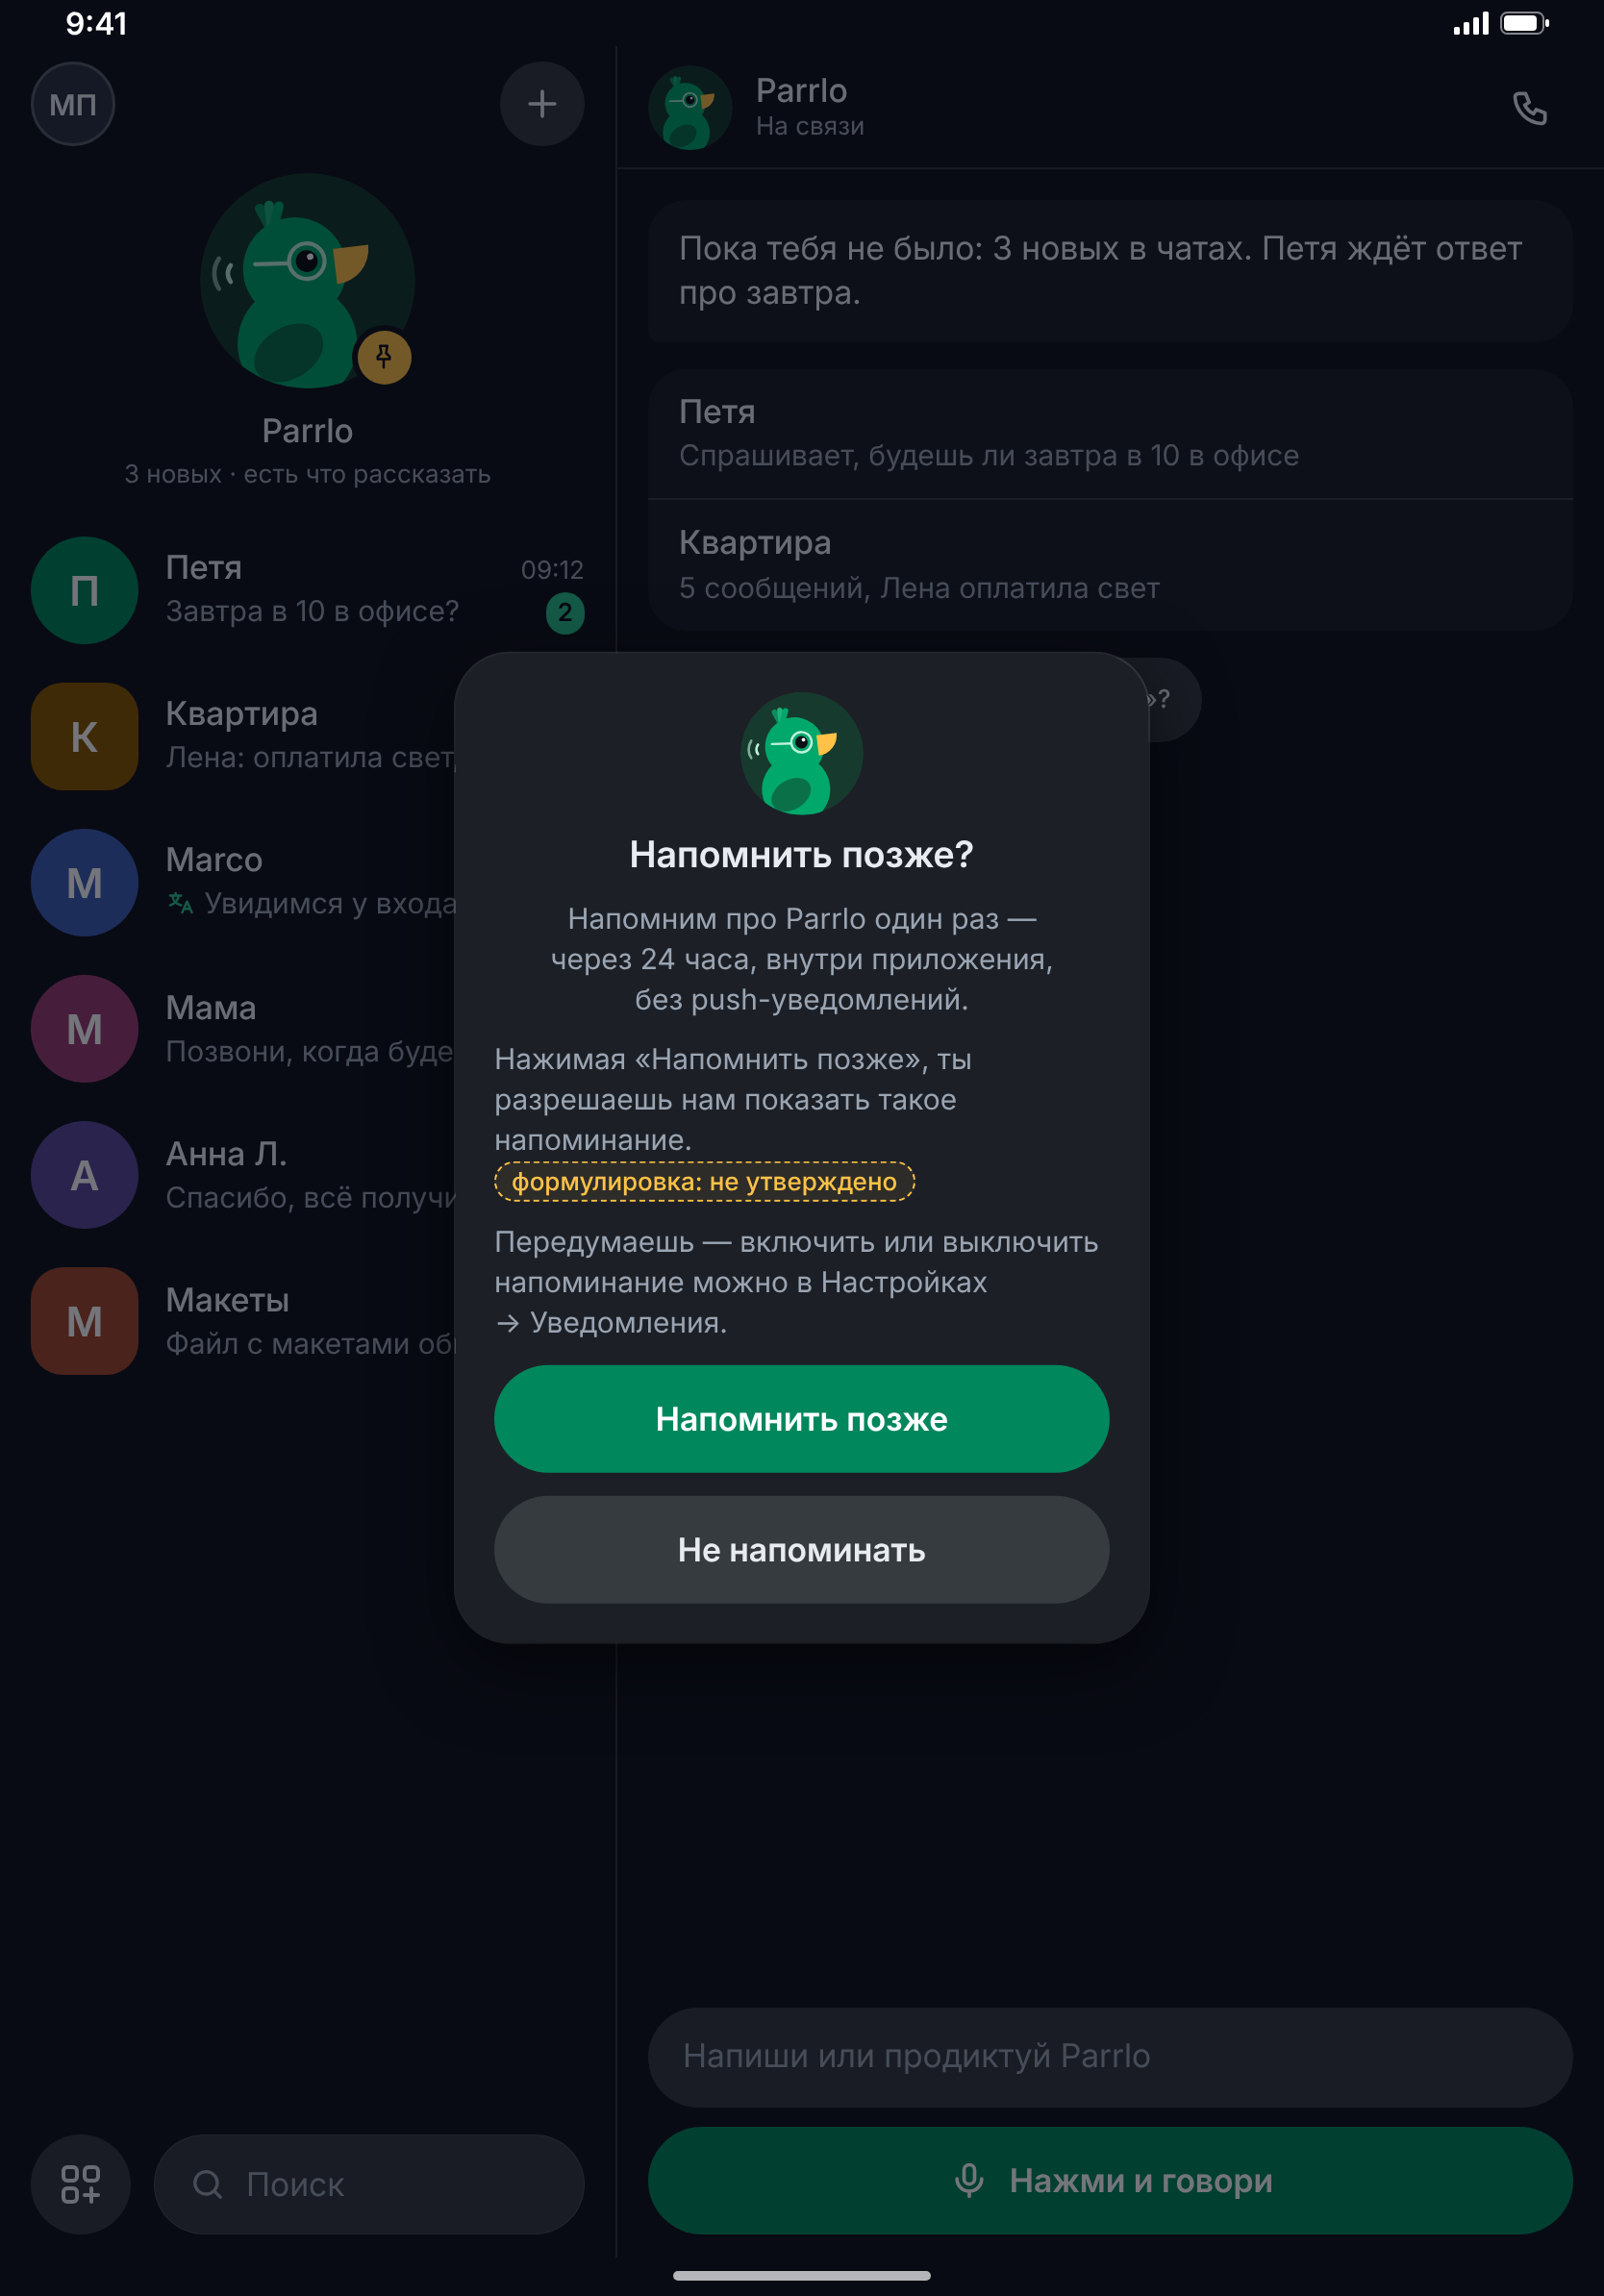 9:41
МП
Parrlo
3 новых · есть что рассказать
П
Петя
09:12
Завтра в 10 в офисе?
2
К
Квартира
Лена: оплатила свет,
M
Marco
Увидимся у входа
М
Мама
Позвони, когда
А
Анна Л.
Спасибо, всё
М
Макеты
Файл с макетами
Поиск
Parrlo
На связи
Пока тебя не было: 3 новых в чатах. Петя ждёт ответ
про завтра.
Петя
Спрашивает, будешь ли завтра в 10 в офисе
Квартира
5 сообщений, Лена оплатила свет
»?
Напомнить позже?
Напомним про Parrlo один раз —
через 24 часа, внутри приложения,
без push-уведомлений.
Нажимая «Напомнить позже», ты
разрешаешь нам показать такое
напоминание.
формулировка: не утверждено
Передумаешь — включить или выключить
напоминание можно в Настройках
→ Уведомления.
Напомнить позже
Не напоминать
Напиши или продиктуй Parrlo
Нажми и говори